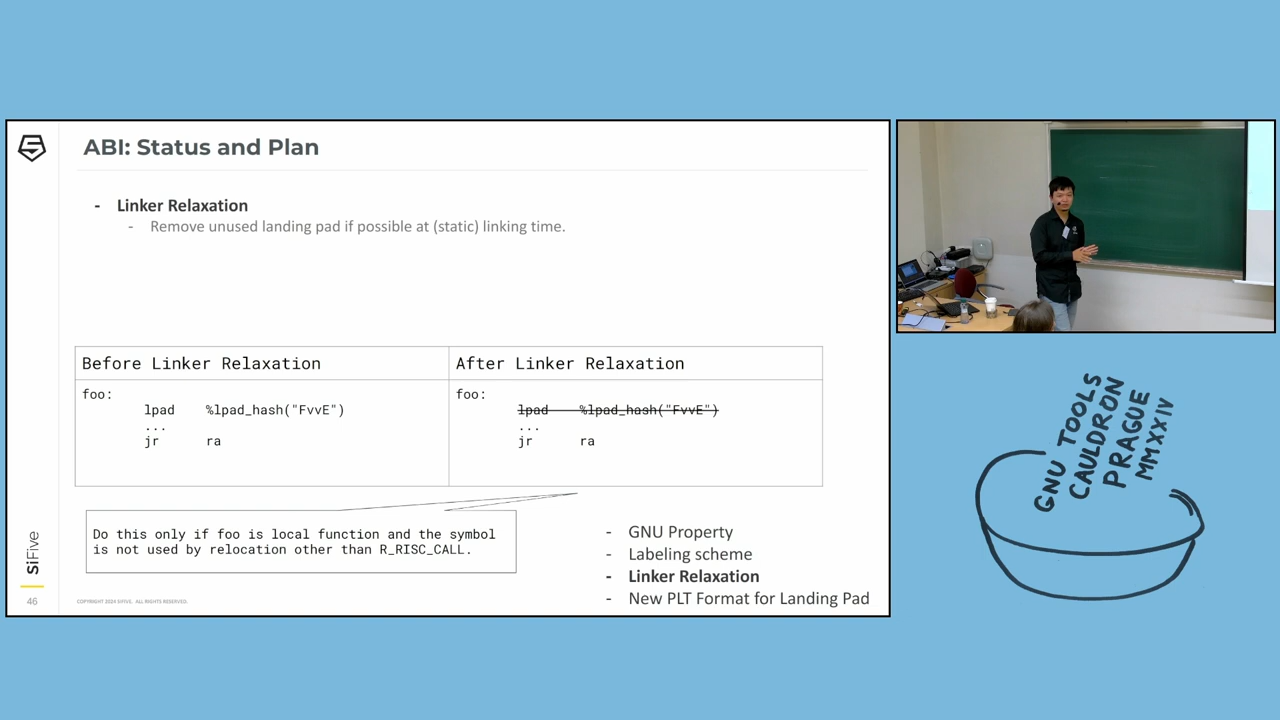 ABI: Status and Plan
- Linker Relaxation
- Remove unused landing pad if possible at (static) linking time.
Before Linker Relaxation
foo:
lpad %lpad_hash("FvvE")
...
jr ra
After Linker Relaxation
foo:
lpad %lpad_hash("FvvE")
...
jr ra
Do this only if foo is local function and the symbol
is not used by relocation other than R_RISC_CALL.
- GNU Property
- Labeling scheme
- Linker Relaxation
- New PLT Format for Landing Pad
SiFive
46
COPYRIGHT 2024 SIFIVE. ALL RIGHTS RESERVED.
GNU TOOLS
CAULDRON
PRAGUE
MMXXIV